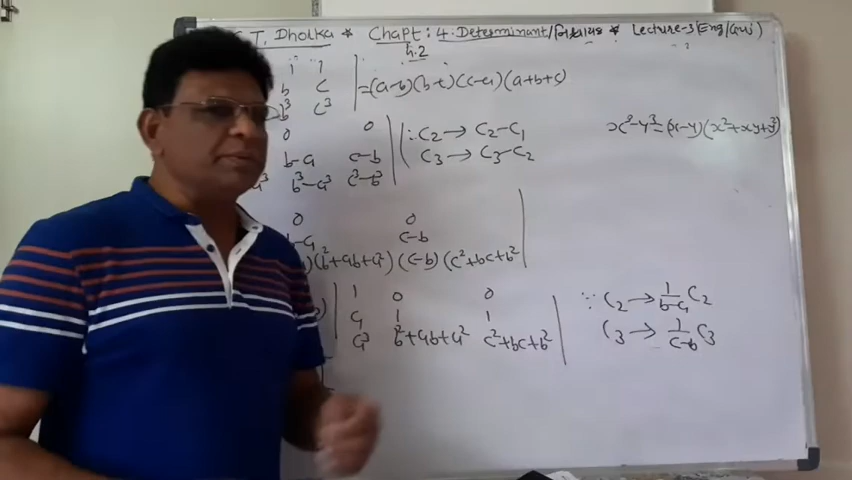 T. Dholka * Chapt: 4. Determinant/નિશ્ચાયક * Lecture-3 (Eng/Guj)
4.2
1 1
b c
b³ c³ = (a-b)(b-c)(c-a)(a+b+c)
x³-y³=(x-y)(x²+xy+y²)
0 0 ∵ C₂ → C₂-C₁
b-a c-b C₃ → C₃-C₂
a³ b³-a³ c³-b³
0 0
b-a c-b
)(b²+ab+a²) (c-b)(c²+bc+b²)
1 0 0 ∵ C₂ → 1/b-a C₂
a 1 1 C₃ → 1/c-b C₃
a³ b²+ab+a² c²+bc+b²